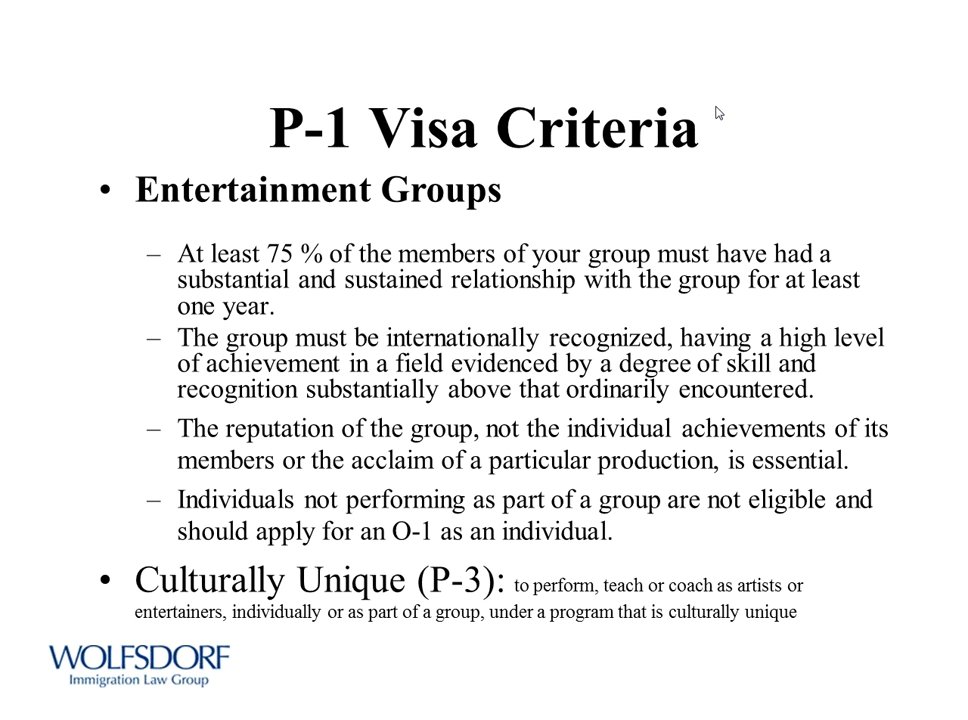 P-1 Visa Criteria
• Entertainment Groups
– At least 75 % of the members of your group must have had a
substantial and sustained relationship with the group for at least
one year.
– The group must be internationally recognized, having a high level
of achievement in a field evidenced by a degree of skill and
recognition substantially above that ordinarily encountered.
– The reputation of the group, not the individual achievements of its
members or the acclaim of a particular production, is essential.
– Individuals not performing as part of a group are not eligible and
should apply for an O-1 as an individual.
• Culturally Unique (P-3): to perform, teach or coach as artists or
entertainers, individually or as part of a group, under a program that is culturally unique
WOLFSDORF
Immigration Law Group